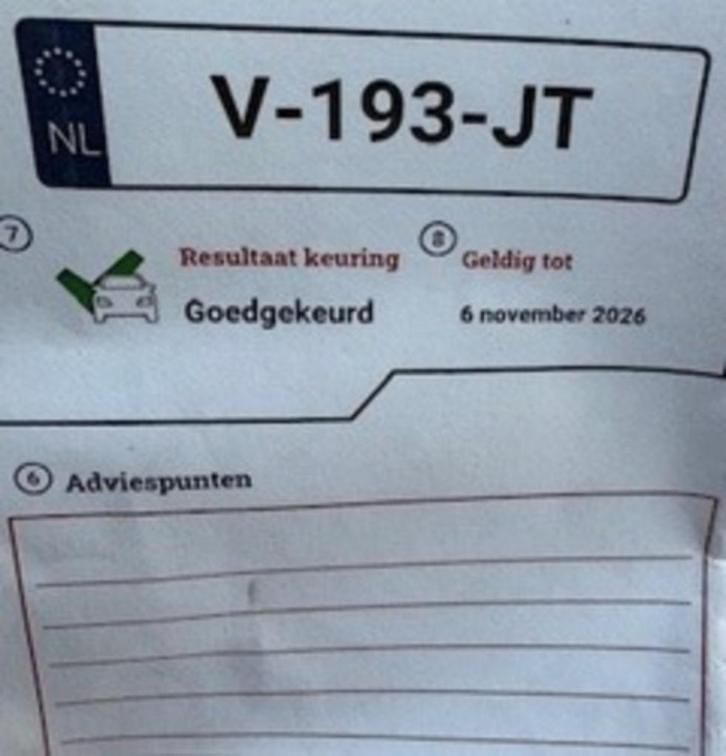 NL V-193-JT
7 Resultaat keuring 8 Geldig tot
Goedgekeurd 6 november 2026
6 Adviespunten